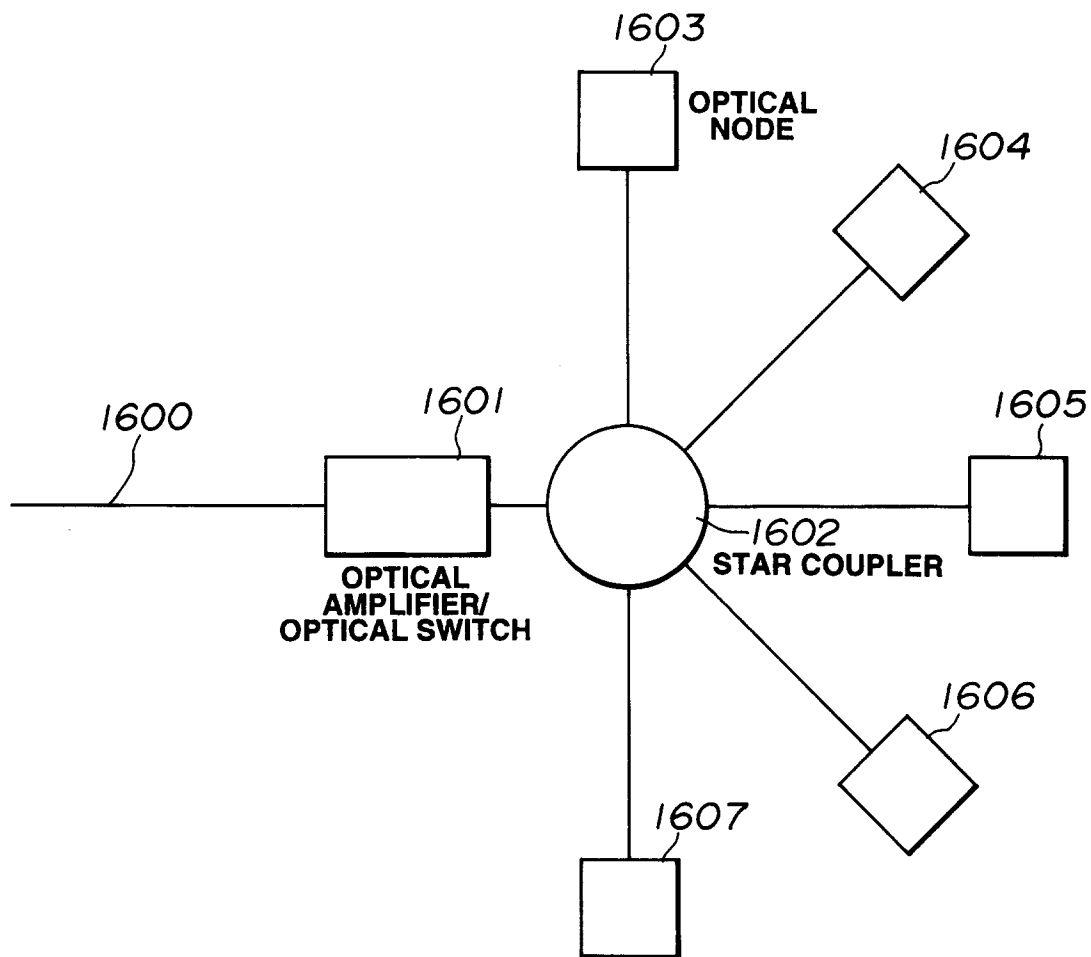 1603
OPTICAL
NODE
1604
1600
1601
1605
1602
STAR COUPLER
OPTICAL
AMPLIFIER/
OPTICAL SWITCH
1606
1607